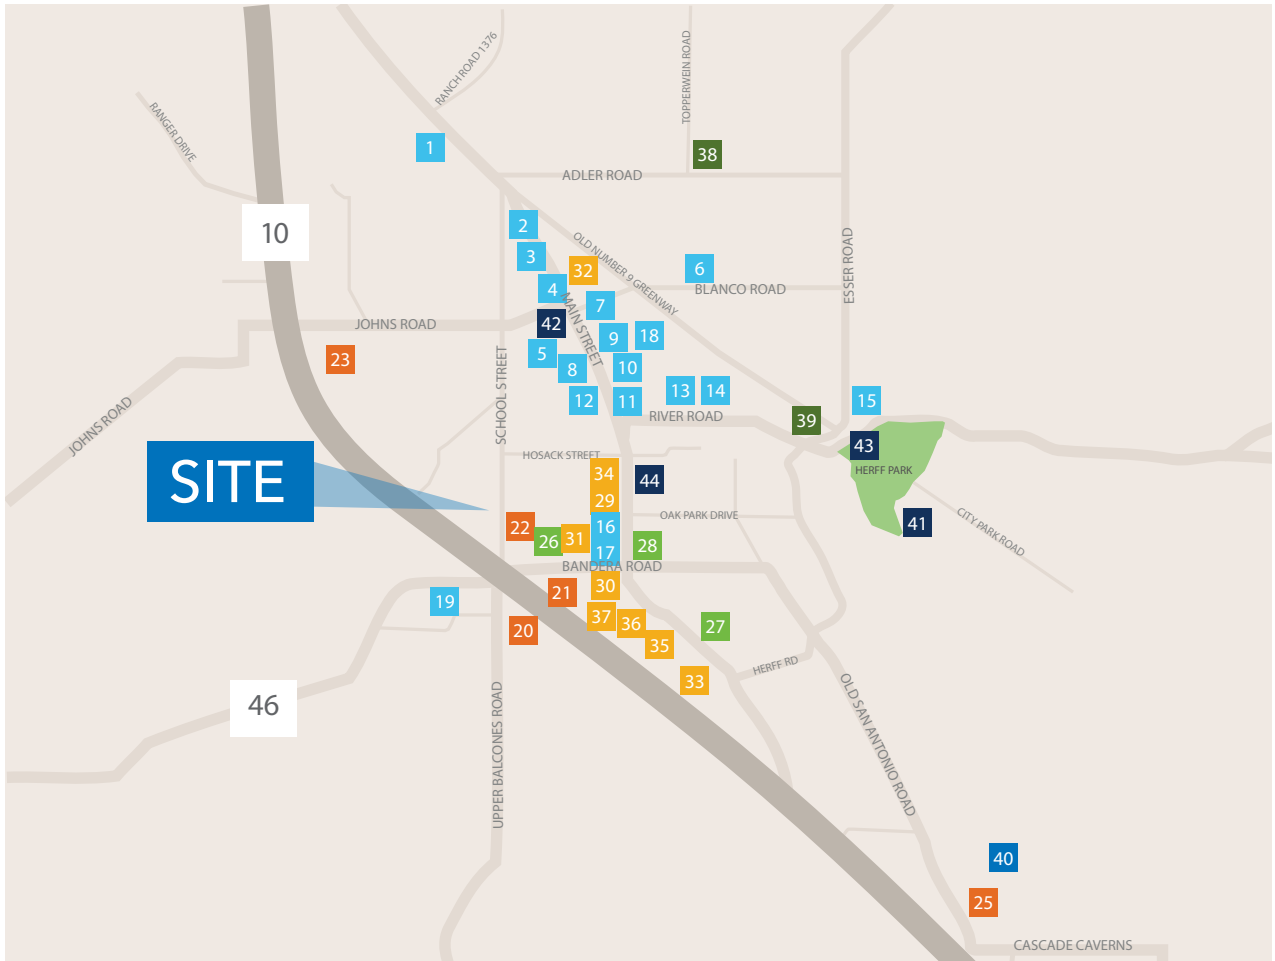 RANCH ROAD 1376
TOPPERWEIN ROAD
RANGER DRIVE
1
38
ADLER ROAD
10
2
3
OLD NUMBER 9 GREENWAY
32
6
ESSER ROAD
4
BLANCO ROAD
7
MAIN STREET
42
JOHNS ROAD
9
18
23
5
8
10
SCHOOL STREET
13
14
12
11
15
RIVER ROAD
39
JOHNS ROAD
43
HOSACK STREET
SITE
34
44
HERFF PARK
29
OAK PARK DRIVE
22
16
41
CITY PARK ROAD
26
31
17
28
BANDERA ROAD
30
21
19
37
36
27
20
35
HERFF RD
33
46
UPPER BALCONES ROAD
OLD SAN ANTONIO ROAD
40
25
CASCADE CAVERNS